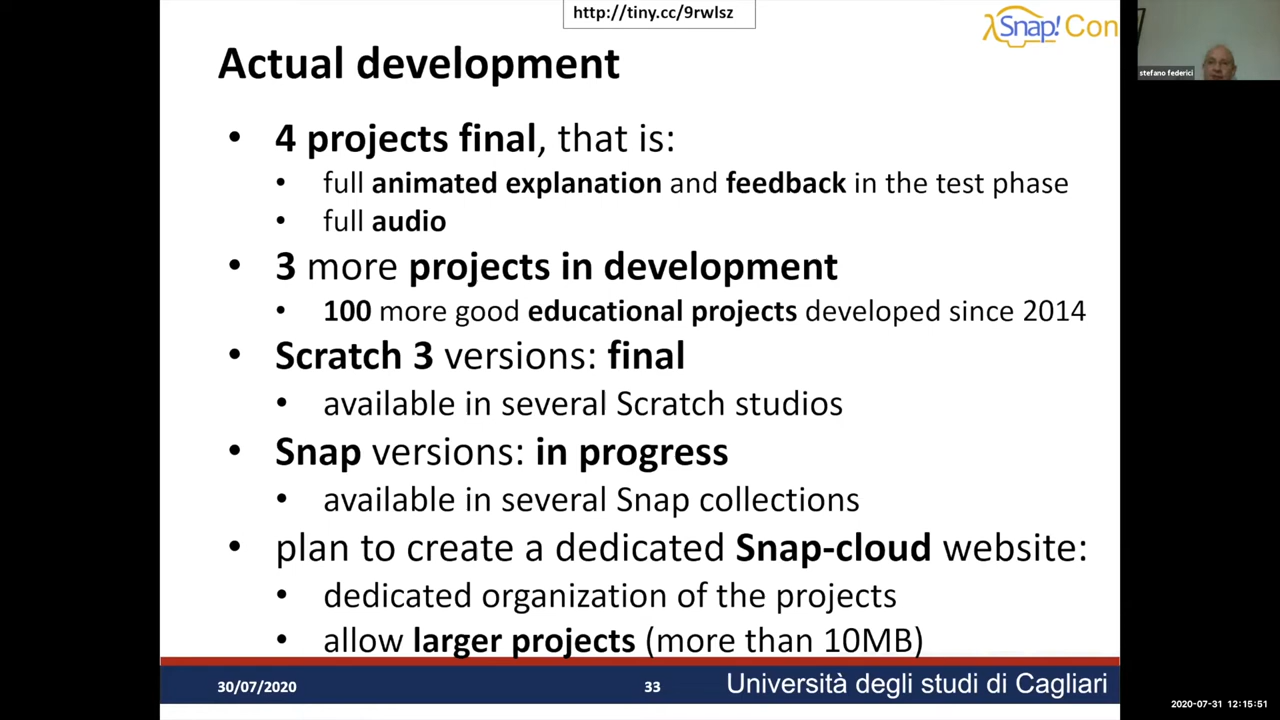 http://tiny.cc/9rwlsz
λSnap! Con
stefano federici
Actual development
• 4 projects final, that is:
• full animated explanation and feedback in the test phase
• full audio
• 3 more projects in development
• 100 more good educational projects developed since 2014
• Scratch 3 versions: final
• available in several Scratch studios
• Snap versions: in progress
• available in several Snap collections
• plan to create a dedicated Snap-cloud website:
• dedicated organization of the projects
• allow larger projects (more than 10MB)
30/07/2020
33
Università degli studi di Cagliari
2020-07-31 12:15:51